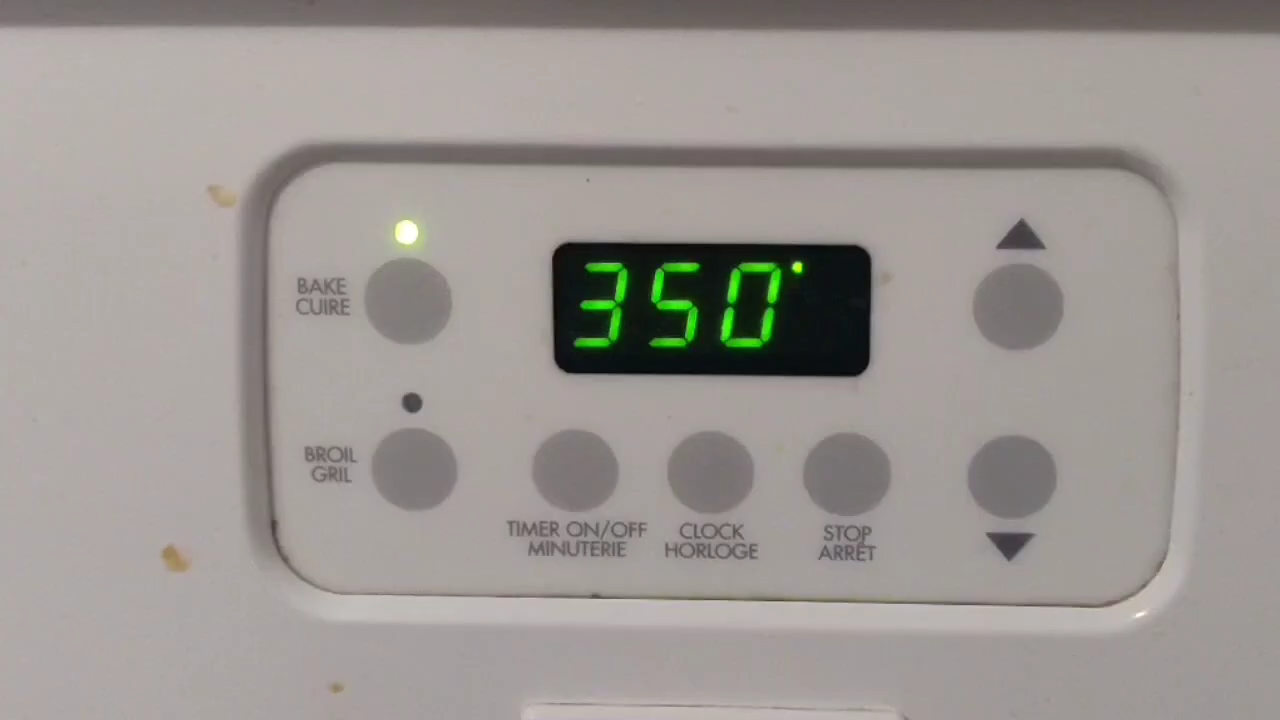 BAKE
CUIRE
350°
BROIL
GRIL
TIMER ON/OFF
MINUTERIE
CLOCK
HORLOGE
STOP
ARRÊT